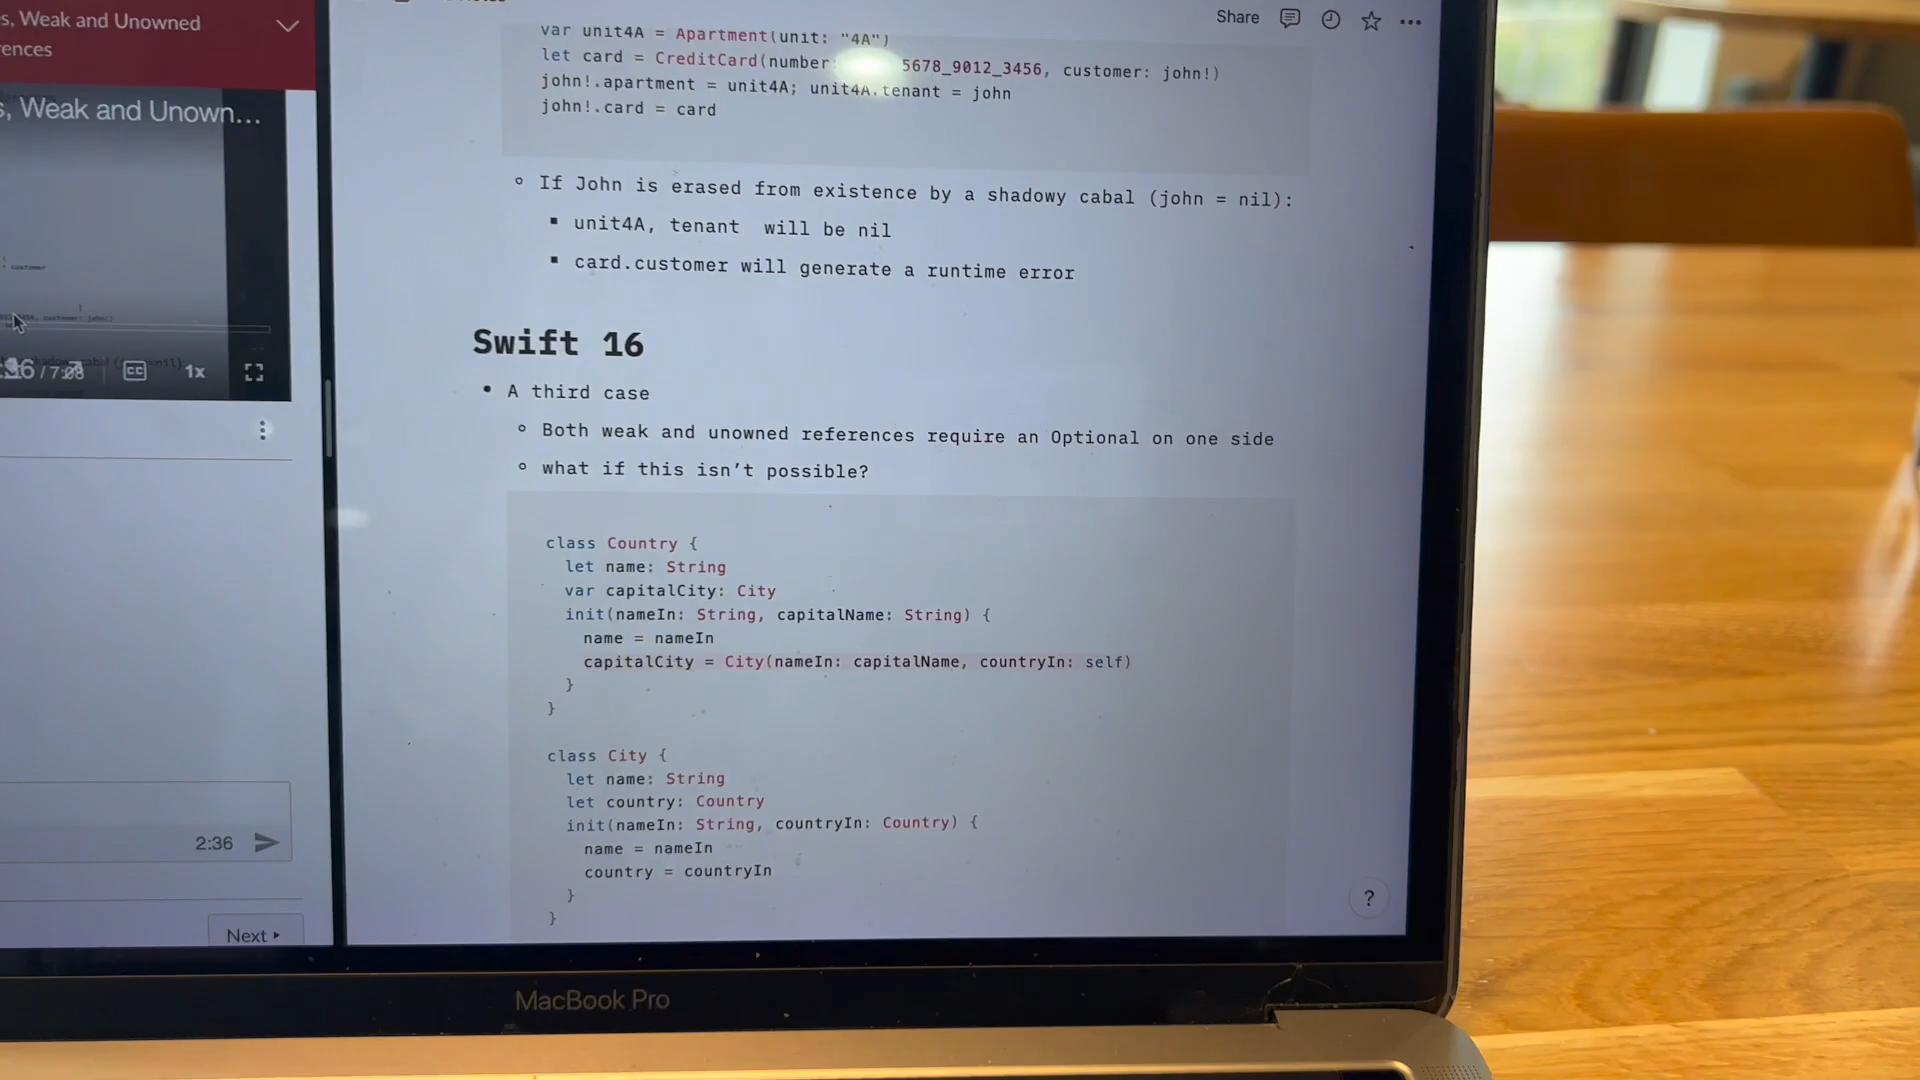 s, Weak and Unowned
ences
s, Weak and Unown...
/ 7:08
CC
1x
2:36
Next
Share
var unit4A = Apartment(unit: "4A")
let card = CreditCard(number: 5678_9012_3456, customer: john!)
john!.apartment = unit4A; unit4A.tenant = john
john!.card = card
If John is erased from existence by a shadowy cabal (john = nil):
unit4A, tenant will be nil
card.customer will generate a runtime error
Swift 16
A third case
Both weak and unowned references require an Optional on one side
what if this isn’t possible?
class Country {
let name: String
var capitalCity: City
init(nameIn: String, capitalName: String) {
name = nameIn
capitalCity = City(nameIn: capitalName, countryIn: self)
}
}
class City {
let name: String
let country: Country
init(nameIn: String, countryIn: Country) {
name = nameIn
country = countryIn
}
}
?
MacBook Pro